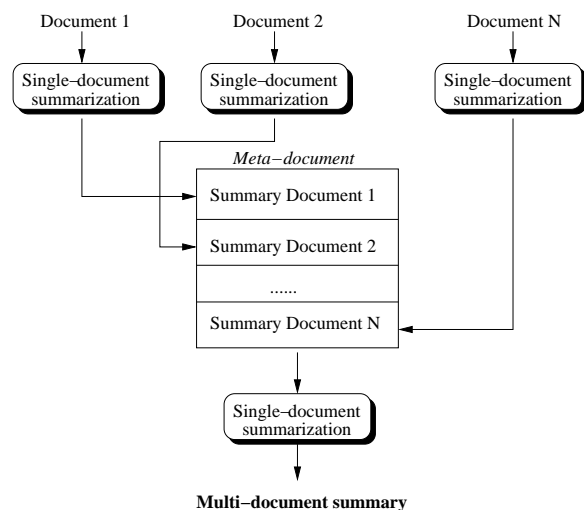 Document 1
Document 2
Document N
Single–document
summarization
Single–document
summarization
Single–document
summarization
Meta–document
Summary Document 1
Summary Document 2
......
Summary Document N
Single–document
summarization
Multi–document summary